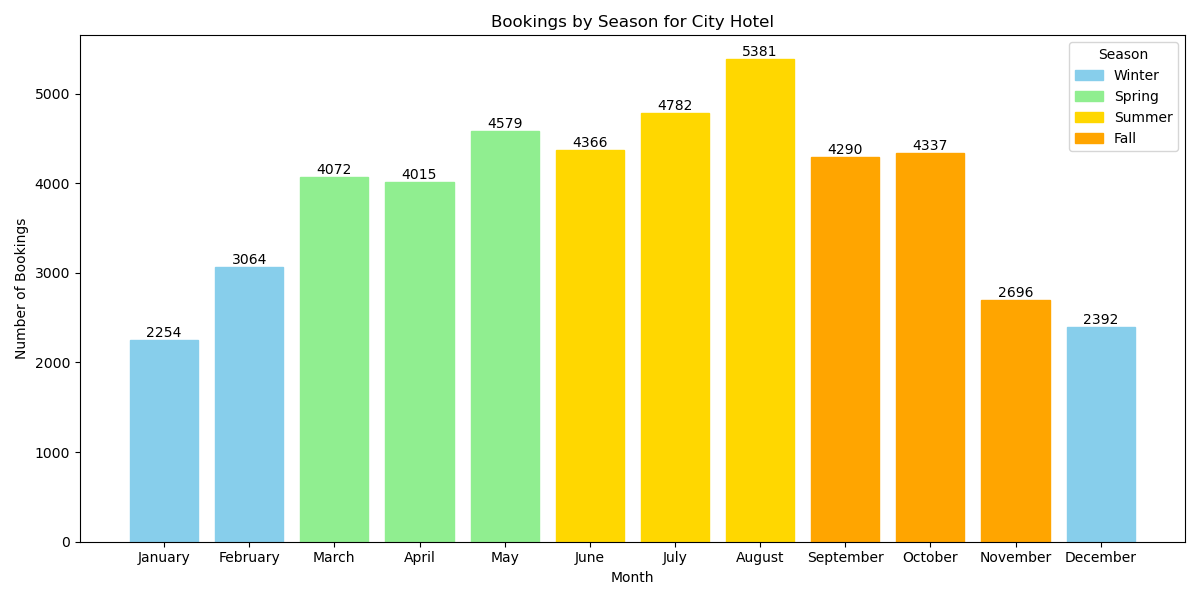 Bookings by Season for City Hotel
Number of Bookings
5000
4000
3000
2000
1000
0
2254
3064
4072
4015
4579
4366
4782
5381
4290
4337
2696
2392
Season
Winter
Spring
Summer
Fall
January February March April May June July August September October November December
Month